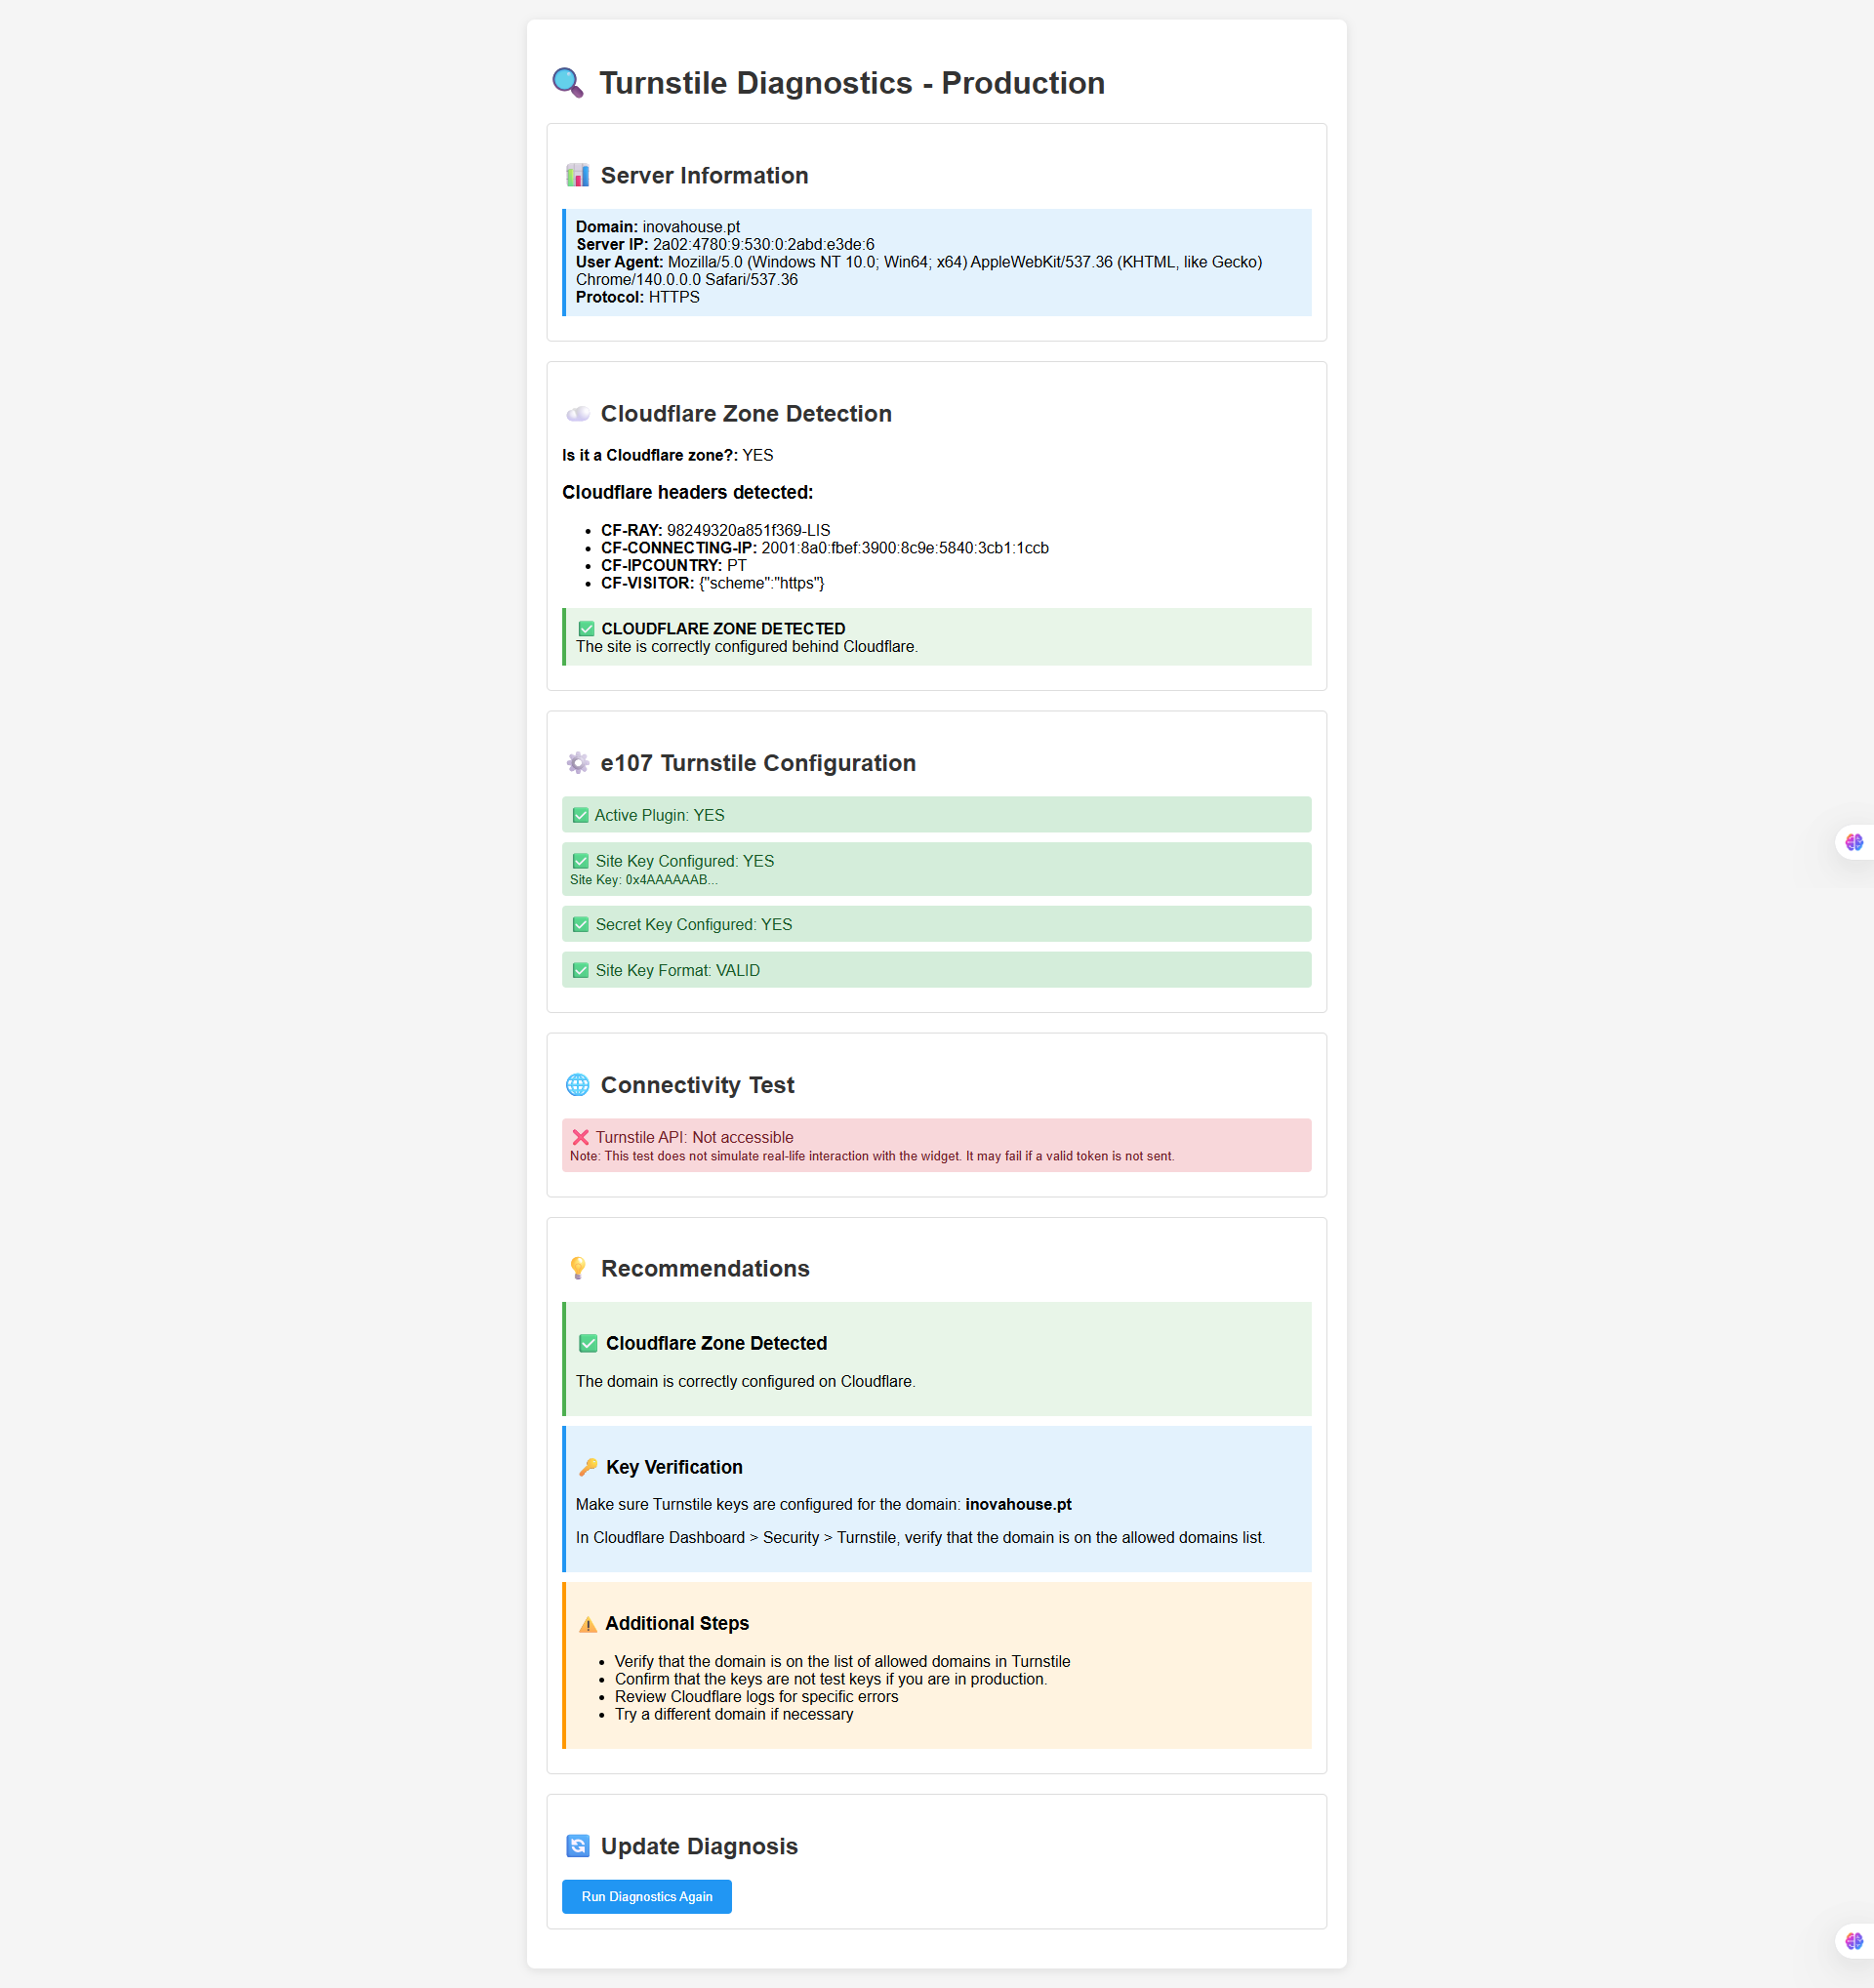 Turnstile Diagnostics - Production
Server Information
Domain: inovahouse.pt
Server IP: 2a02:4780:9:530:0:2abd:e3de:6
User Agent: Mozilla/5.0 (Windows NT 10.0; Win64; x64) AppleWebKit/537.36 (KHTML, like Gecko)
Chrome/140.0.0.0 Safari/537.36
Protocol: HTTPS
Cloudflare Zone Detection
Is it a Cloudflare zone?: YES
Cloudflare headers detected:
• CF-RAY: 98249320a851f369-LIS
• CF-CONNECTING-IP: 2001:8a0:fbef:3900:8c9e:5840:3cb1:1ccb
• CF-IPCOUNTRY: PT
• CF-VISITOR: {"scheme":"https"}
CLOUDFLARE ZONE DETECTED
The site is correctly configured behind Cloudflare.
e107 Turnstile Configuration
Active Plugin: YES
Site Key Configured: YES
Site Key: 0x4AAAAAAB...
Secret Key Configured: YES
Site Key Format: VALID
Connectivity Test
Turnstile API: Not accessible
Note: This test does not simulate real-life interaction with the widget. It may fail if a valid token is not sent.
Recommendations
Cloudflare Zone Detected
The domain is correctly configured on Cloudflare.
Key Verification
Make sure Turnstile keys are configured for the domain: inovahouse.pt
In Cloudflare Dashboard > Security > Turnstile, verify that the domain is on the allowed domains list.
Additional Steps
• Verify that the domain is on the list of allowed domains in Turnstile
• Confirm that the keys are not test keys if you are in production.
• Review Cloudflare logs for specific errors
• Try a different domain if necessary
Update Diagnosis
Run Diagnostics Again